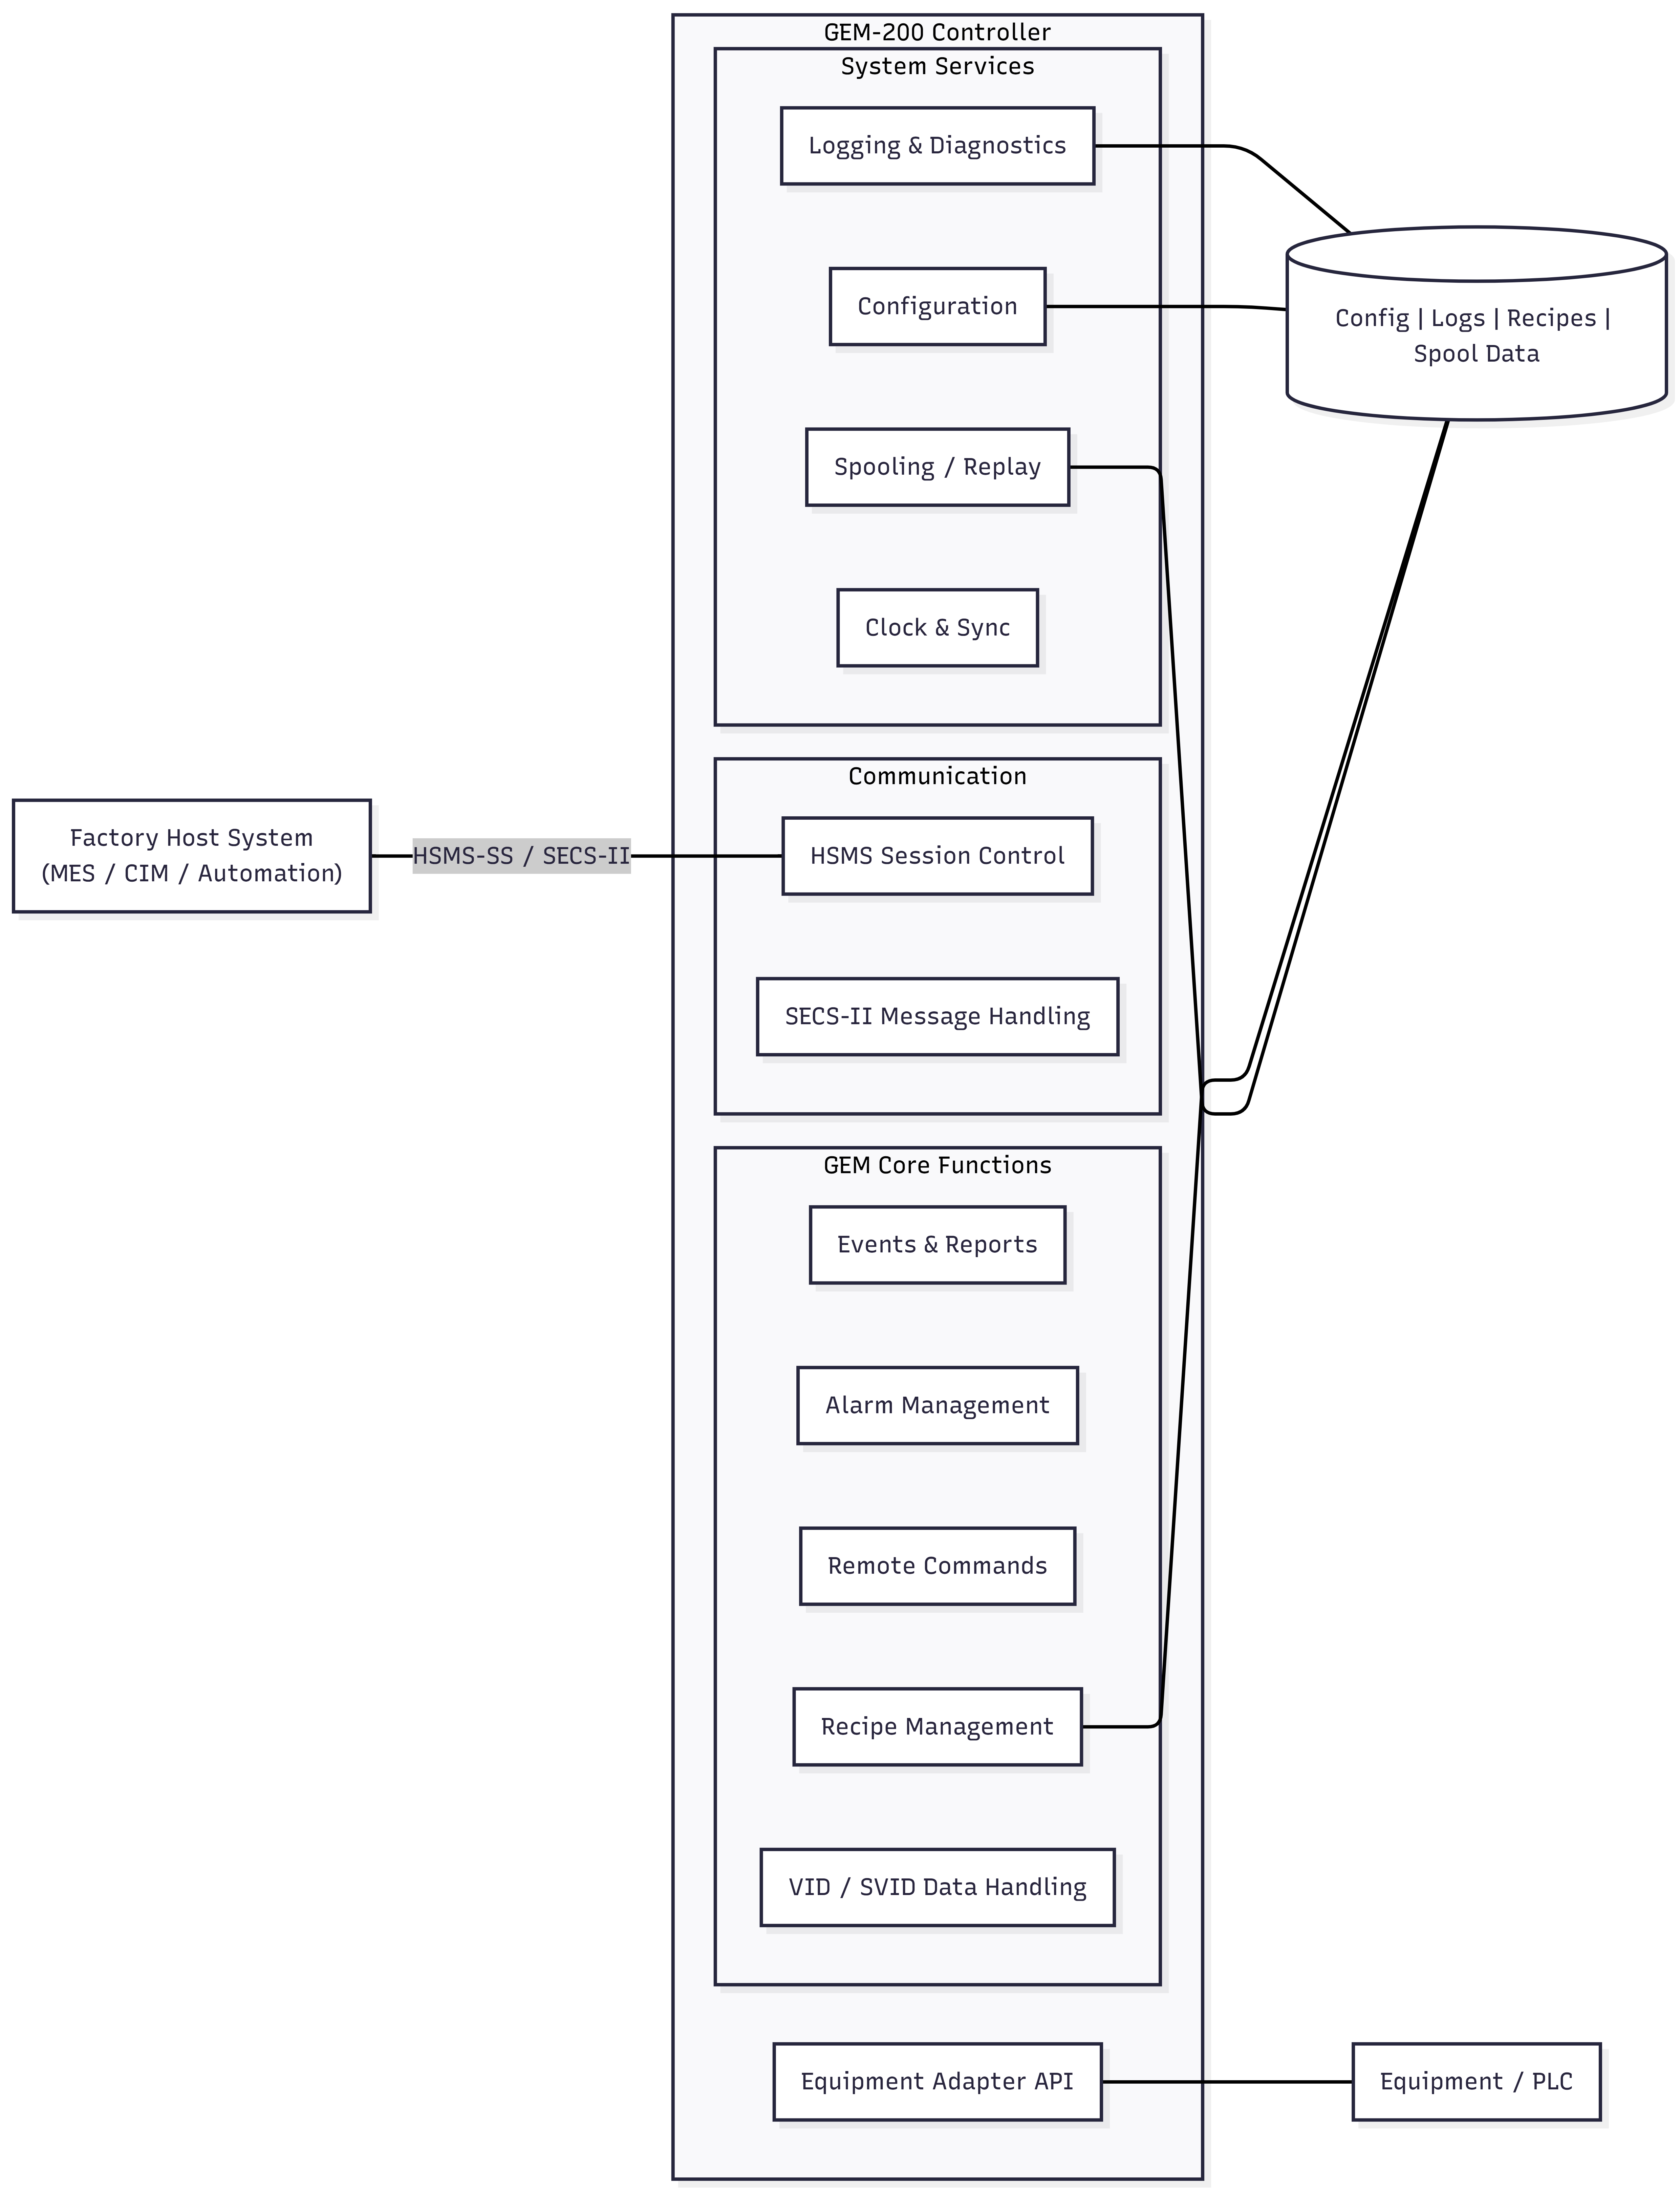 GEM-200 Controller
System Services
Logging & Diagnostics
Configuration
Config | Logs | Recipes |
Spool Data
Spooling / Replay
Clock & Sync
Communication
Factory Host System
(MES / CIM / Automation)
HSMS-SS / SECS-II
HSMS Session Control
SECS-II Message Handling
GEM Core Functions
Events & Reports
Alarm Management
Remote Commands
Recipe Management
VID / SVID Data Handling
Equipment Adapter API
Equipment / PLC